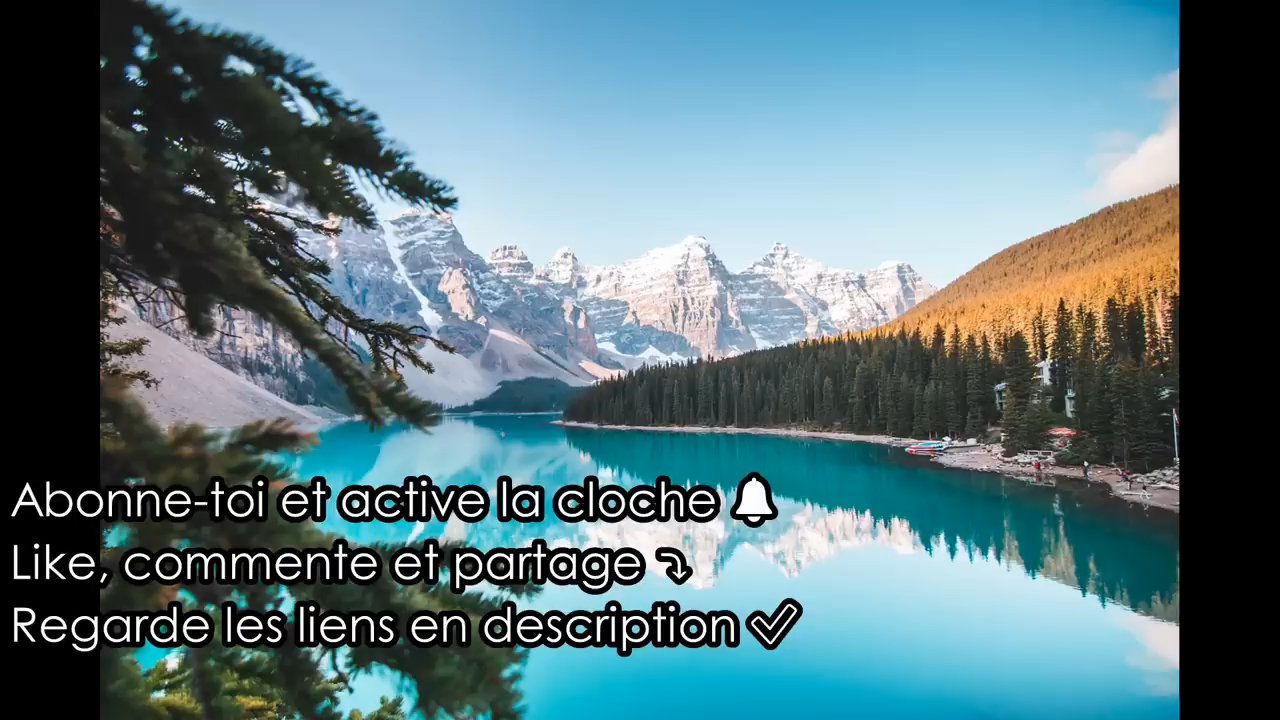 Abonne-toi et active la cloche 🔔
Like, commente et partage ⤵
Regarde les liens en description ✓